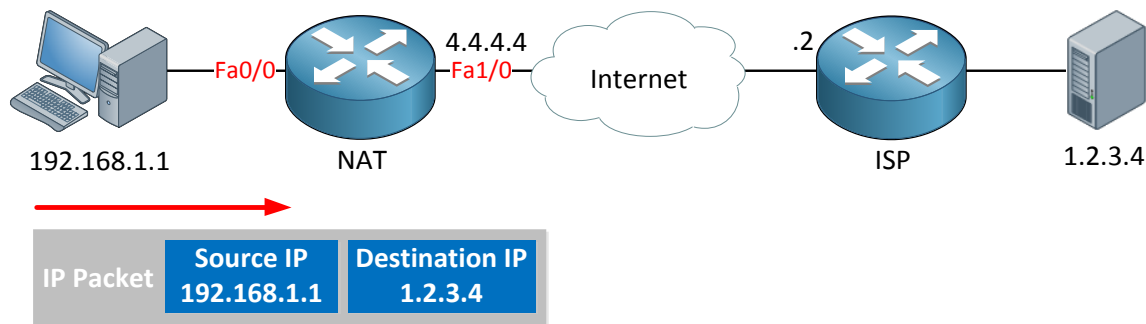 4.4.4.4
.2
Fa0/0
Fa1/0
Internet
192.168.1.1
NAT
ISP
1.2.3.4
IP Packet
Source IP
192.168.1.1
Destination IP
1.2.3.4